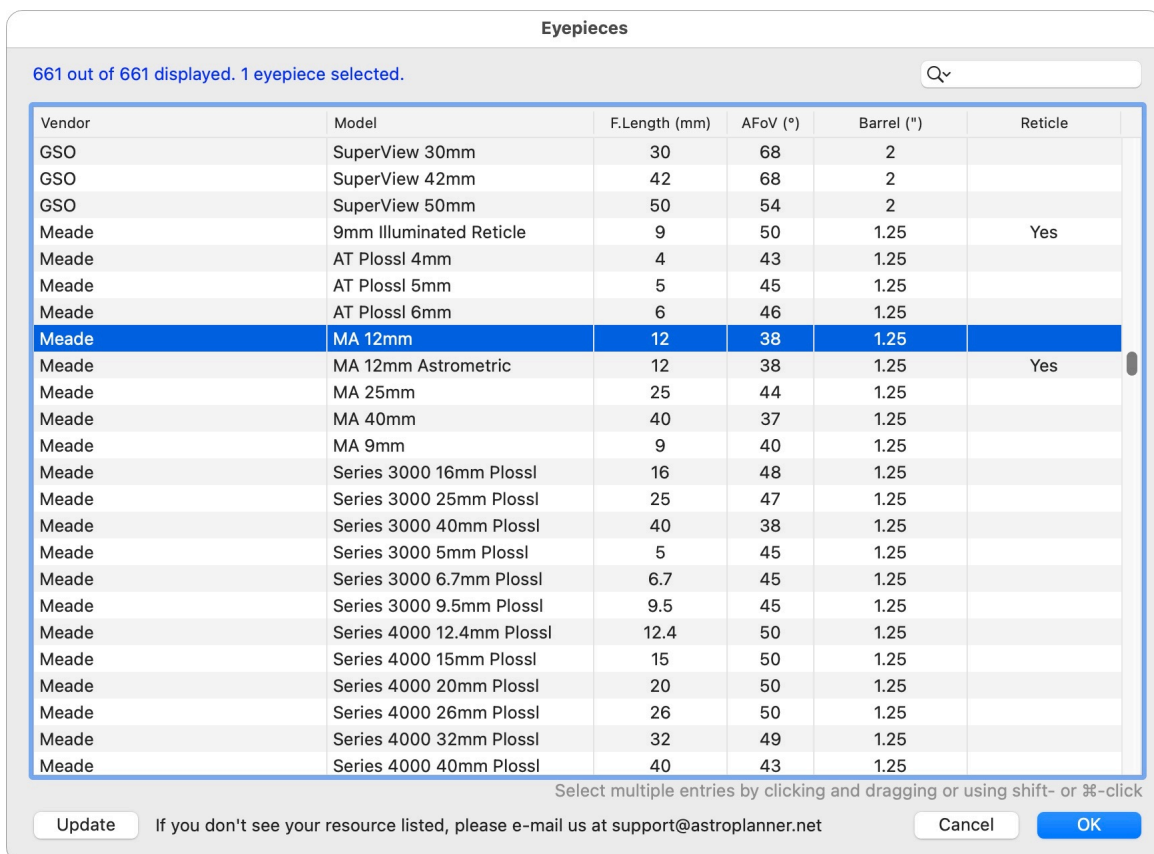 Eyepieces
661 out of 661 displayed. 1 eyepiece selected.
Vendor Model F.Length (mm) AFoV (°) Barrel (") Reticle
GSO SuperView 30mm 30 68 2
GSO SuperView 42mm 42 68 2
GSO SuperView 50mm 50 54 2
Meade 9mm Illuminated Reticle 9 50 1.25 Yes
Meade AT Plossl 4mm 4 43 1.25
Meade AT Plossl 5mm 5 45 1.25
Meade AT Plossl 6mm 6 46 1.25
Meade MA 12mm 12 38 1.25
Meade MA 12mm Astrometric 12 38 1.25 Yes
Meade MA 25mm 25 44 1.25
Meade MA 40mm 40 37 1.25
Meade MA 9mm 9 40 1.25
Meade Series 3000 16mm Plossl 16 48 1.25
Meade Series 3000 25mm Plossl 25 47 1.25
Meade Series 3000 40mm Plossl 40 38 1.25
Meade Series 3000 5mm Plossl 5 45 1.25
Meade Series 3000 6.7mm Plossl 6.7 45 1.25
Meade Series 3000 9.5mm Plossl 9.5 45 1.25
Meade Series 4000 12.4mm Plossl 12.4 50 1.25
Meade Series 4000 15mm Plossl 15 50 1.25
Meade Series 4000 20mm Plossl 20 50 1.25
Meade Series 4000 26mm Plossl 26 50 1.25
Meade Series 4000 32mm Plossl 32 49 1.25
Meade Series 4000 40mm Plossl 40 43 1.25
Select multiple entries by clicking and dragging or using shift- or ⌘-click
Update If you don't see your resource listed, please e-mail us at support@astroplanner.net Cancel OK